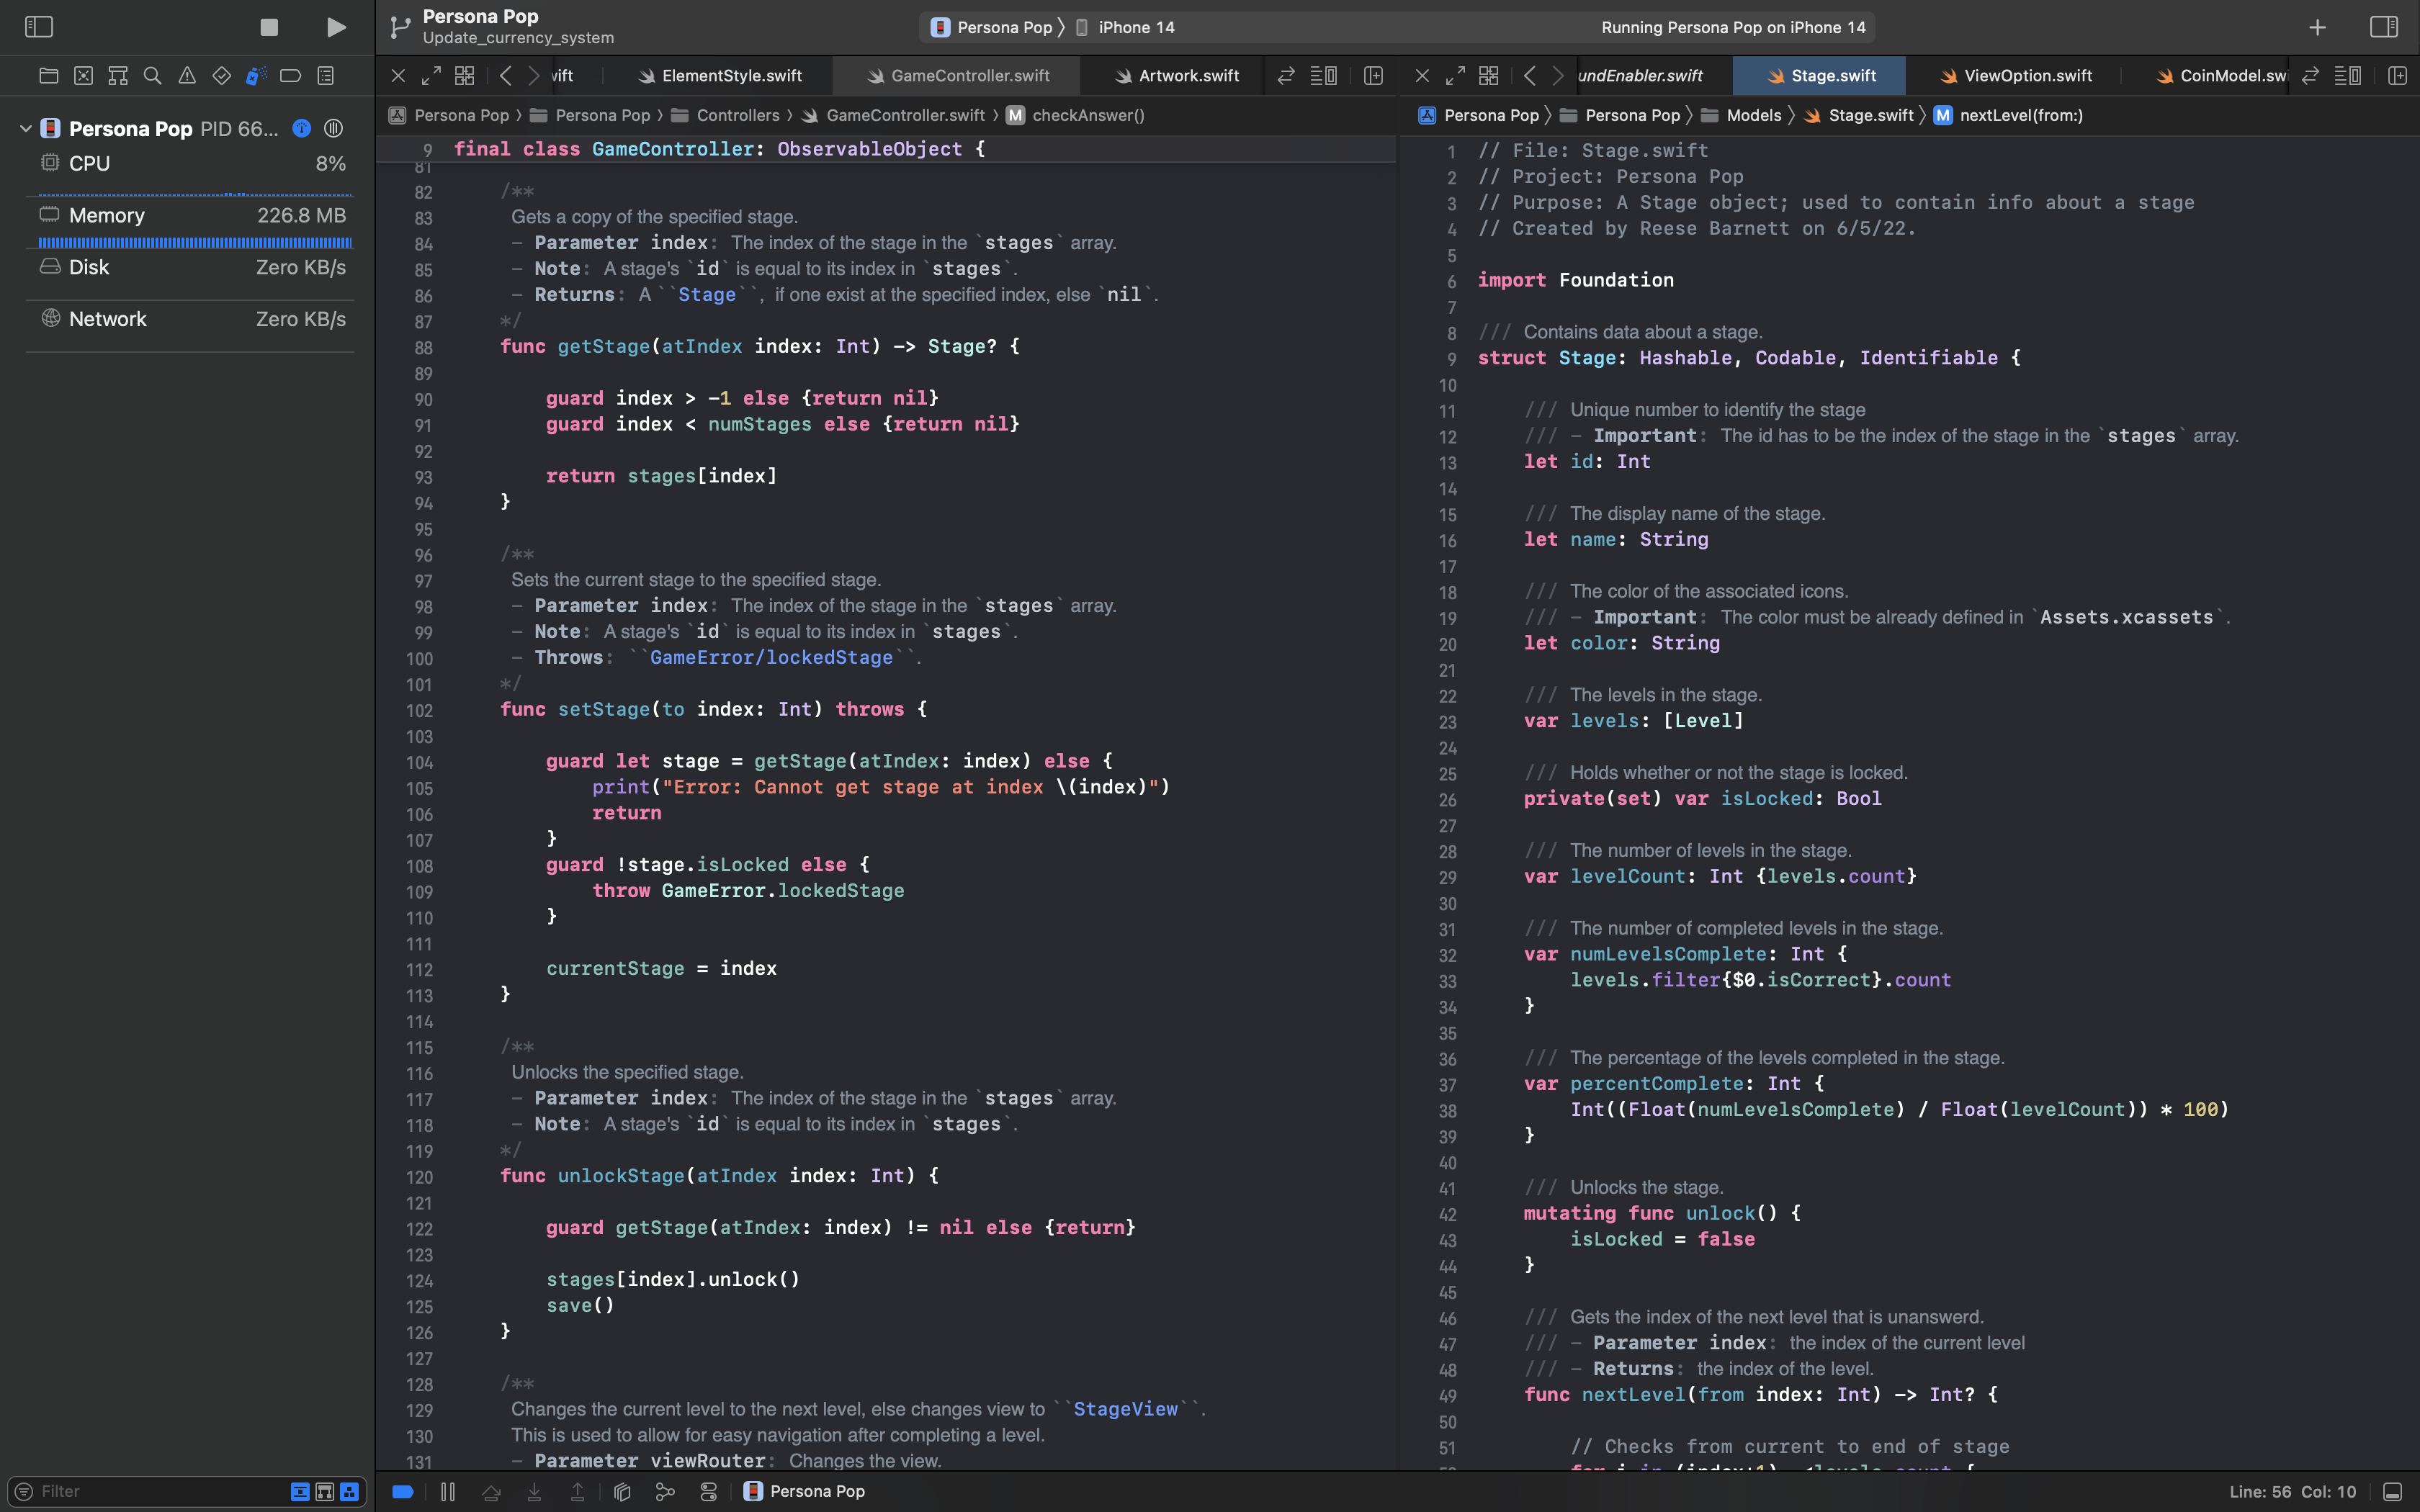 Persona Pop
Update_currency_system
Persona Pop
iPhone 14
Running Persona Pop on iPhone 14
Persona Pop PID 66...
CPU 8%
Memory 226.8 MB
Disk Zero KB/s
Network Zero KB/s
Filter
ElementStyle.swift
GameController.swift
Artwork.swift
Persona Pop
Persona Pop
Controllers
GameController.swift
M checkAnswer()
9 final class GameController: ObservableObject {
81
82 /**
83 Gets a copy of the specified stage.
84 - Parameter index: The index of the stage in the `stages` array.
85 - Note: A stage's `id` is equal to its index in `stages`.
86 - Returns: A ``Stage``, if one exist at the specified index, else `nil`.
87 */
88 func getStage(atIndex index: Int) -> Stage? {
89
90 guard index > -1 else {return nil}
91 guard index < numStages else {return nil}
92
93 return stages[index]
94 }
95
96 /**
97 Sets the current stage to the specified stage.
98 - Parameter index: The index of the stage in the `stages` array.
99 - Note: A stage's `id` is equal to its index in `stages`.
100 - Throws: ``GameError/lockedStage``.
101 */
102 func setStage(to index: Int) throws {
103
104 guard let stage = getStage(atIndex: index) else {
105 print("Error: Cannot get stage at index \(index)")
106 return
107 }
108 guard !stage.isLocked else {
109 throw GameError.lockedStage
110 }
111
112 currentStage = index
113 }
114
115 /**
116 Unlocks the specified stage.
117 - Parameter index: The index of the stage in the `stages` array.
118 - Note: A stage's `id` is equal to its index in `stages`.
119 */
120 func unlockStage(atIndex index: Int) {
121
122 guard getStage(atIndex: index) != nil else {return}
123
124 stages[index].unlock()
125 save()
126 }
127
128 /**
129 Changes the current level to the next level, else changes view to ``StageView``.
130 This is used to allow for easy navigation after completing a level.
131 - Parameter viewRouter: Changes the view.
undEnabler.swift
Stage.swift
ViewOption.swift
CoinModel.sw
Persona Pop
Persona Pop
Models
Stage.swift
M nextLevel(from:)
1 // File: Stage.swift
2 // Project: Persona Pop
3 // Purpose: A Stage object; used to contain info about a stage
4 // Created by Reese Barnett on 6/5/22.
5
6 import Foundation
7
8 /// Contains data about a stage.
9 struct Stage: Hashable, Codable, Identifiable {
10
11 /// Unique number to identify the stage
12 /// - Important: The id has to be the index of the stage in the `stages` array.
13 let id: Int
14
15 /// The display name of the stage.
16 let name: String
17
18 /// The color of the associated icons.
19 /// - Important: The color must be already defined in `Assets.xcassets`.
20 let color: String
21
22 /// The levels in the stage.
23 var levels: [Level]
24
25 /// Holds whether or not the stage is locked.
26 private(set) var isLocked: Bool
27
28 /// The number of levels in the stage.
29 var levelCount: Int {levels.count}
30
31 /// The number of completed levels in the stage.
32 var numLevelsComplete: Int {
33 levels.filter{$0.isCorrect}.count
34 }
35
36 /// The percentage of the levels completed in the stage.
37 var percentComplete: Int {
38 Int((Float(numLevelsComplete) / Float(levelCount)) * 100)
39 }
40
41 /// Unlocks the stage.
42 mutating func unlock() {
43 isLocked = false
44 }
45
46 /// Gets the index of the next level that is unanswerd.
47 /// - Parameter index: the index of the current level
48 /// - Returns: the index of the level.
49 func nextLevel(from index: Int) -> Int? {
50
51 // Checks from current to end of stage
Persona Pop
Line: 56 Col: 10